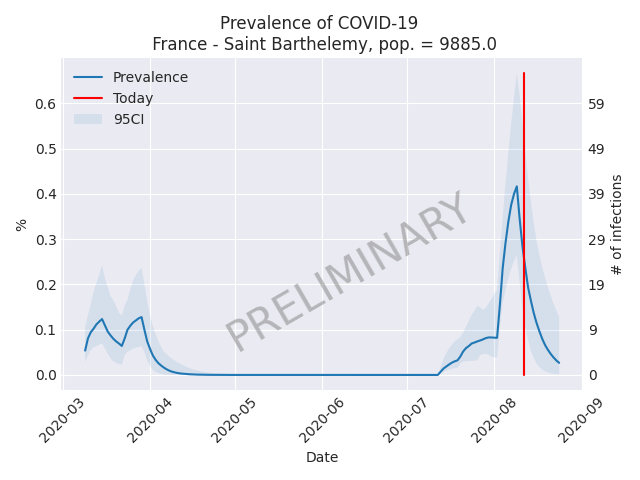 Prevalence of COVID-19
France - Saint Barthelemy, pop. = 9885.0
Prevalence
Today
95CI
0.6
0.5
0.4
0.3
0.2
0.1
0.0
%
59
49
39
29
19
9
0
# of infections
PRELIMINARY
2020-03
2020-04
2020-05
2020-06
2020-07
2020-08
2020-09
Date